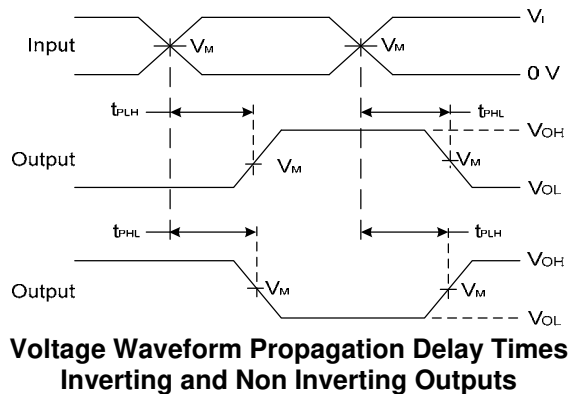 VI
Input
VM
VM
0 V
tPLH
tPHL
VOH
Output
VM
VM
VOL
tPHL
tPLH
VOH
Output
VM
VM
VOL
Voltage Waveform Propagation Delay Times
Inverting and Non Inverting Outputs